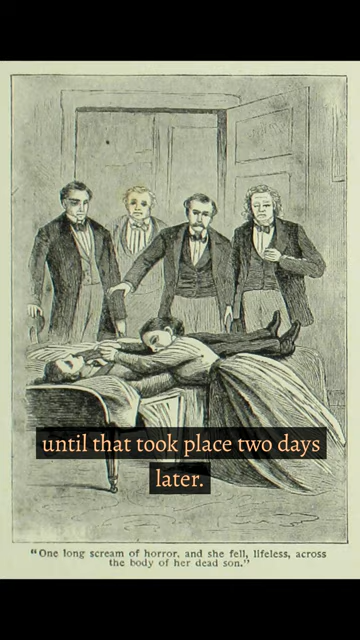 until that took place two days
later.
"One long scream of horror, and she fell, lifeless, across
the body of her dead son."